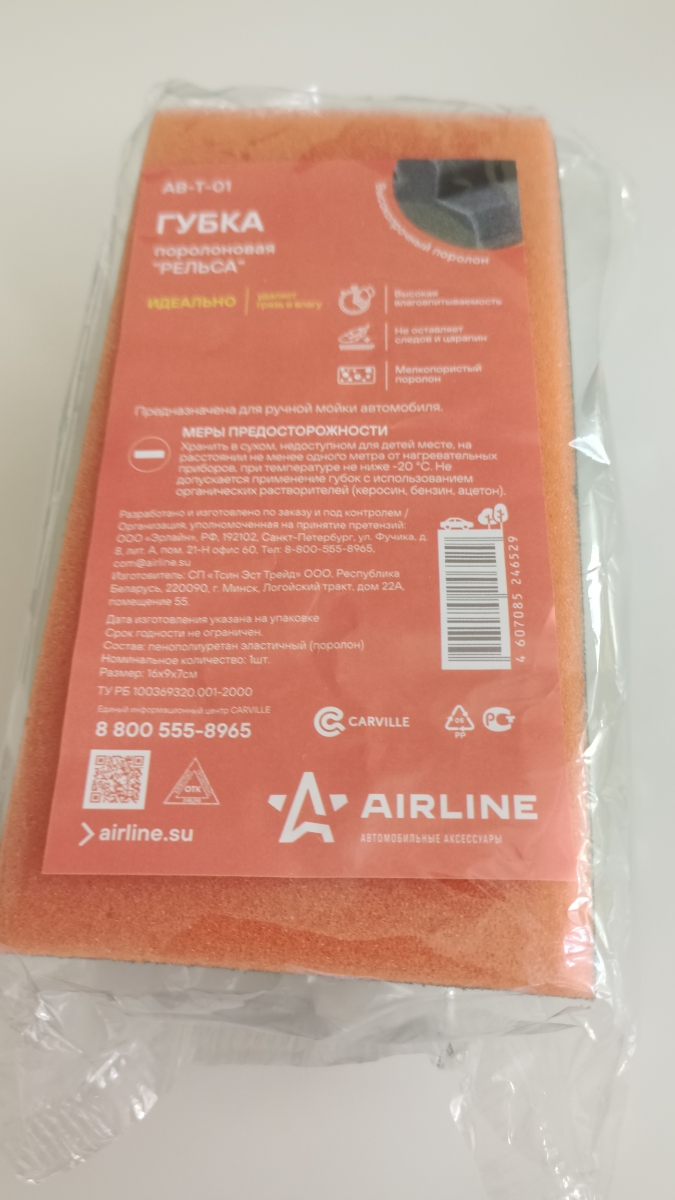 AB-T-01
ГУБКА
поролоновая
"РЕЛЬСА"
Высокопрочный поролон
ИДЕАЛЬНО
удаляет
грязь и влагу
Высокая
влаговпитываемость
Не оставляет
следов и царапин
Мелкопористый
поролон
Предназначена для ручной мойки автомобиля.
МЕРЫ ПРЕДОСТОРОЖНОСТИ
Хранить в сухом, недоступном для детей месте, на
расстоянии не менее одного метра от нагревательных
приборов, при температуре не ниже -20 °C. Не
допускается применение губок с использованием
органических растворителей (керосин, бензин, ацетон).
Разработано и изготовлено по заказу и под контролем /
Организация, уполномоченная на принятие претензий:
ООО «Эрлайн», РФ, 192102, Санкт-Петербург, ул. Фучика, д.
8, лит. А, пом. 21-Н офис 60. Тел: 8-800-555-8965,
com@airline.su
Изготовитель: СП «Тсин Эст Трейд» ООО, Республика
Беларусь, 220090, г. Минск, Логойский тракт, дом 22А,
помещение 55.
Дата изготовления указана на упаковке
Срок годности не ограничен.
Состав: пенополиуретан эластичный (поролон)
Номинальное количество: 1шт.
Размер: 16х9х7см
ТУ РБ 100369320.001-2000
4 607085 246529
Единый информационный центр CARVILLE
8 800 555-8965
CARVILLE
05
PP
ОТК
airline.su
AIRLINE
АВТОМОБИЛЬНЫЕ АКСЕССУАРЫ